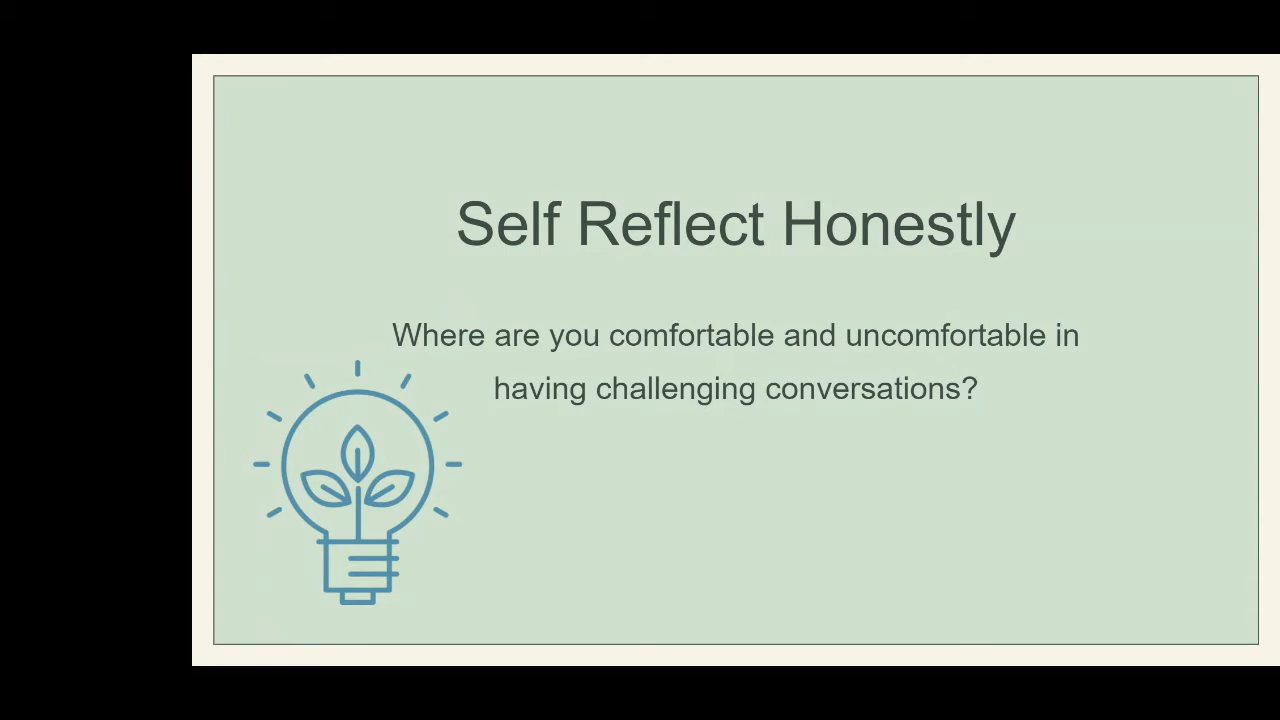 Self Reflect Honestly
Where are you comfortable and uncomfortable in
having challenging conversations?